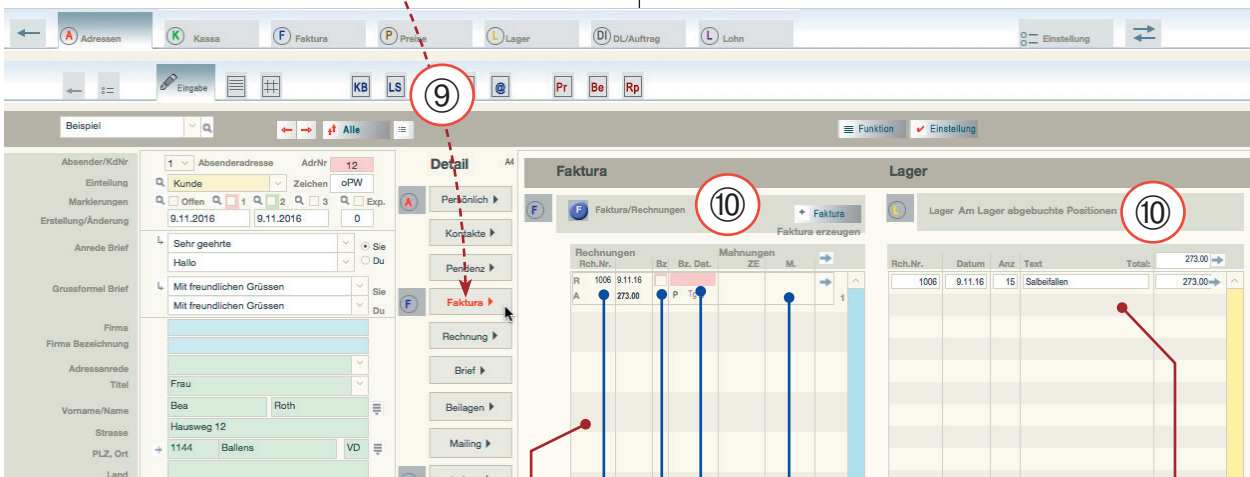 A Adressen K Kassa F Faktura P Preise L Lager DI DL/Auftrag L Lohn Einstellung
Eingabe KB LS @ Pr Be Rp
9
Beispiel Alle Funktion Einstellung
Absender/KdNr 1 Absenderadresse AdrNr 12 Detail A4 Faktura Lager
Einteilung Kunde Zeichen oPW
Markierungen Offen 1 2 3 Exp. A Persönlich F F Faktura/Rechnungen 10 + Faktura L Lager Am Lager abgebuchte Positionen 10
Erstellung/Änderung 9.11.2016 9.11.2016 0
Kontakte Faktura erzeugen
Anrede Brief Sehr geehrte Sie
Hallo Du
Rechnungen Mahnungen
Rch.Nr. Bz Bz. Dat. ZE M. Rch.Nr. Datum Anz Text Total: 273.00
Pendenz
Grussformel Brief Mit freundlichen Grüssen Sie
R 1006 9.11.16 1006 9.11.16 15 Salbeifallen 273.00
Mit freundlichen Grüssen Du
F Faktura A 273.00 P 1
Firma
Firma Bezeichnung Rechnung
Adressanrede Brief
Titel Frau
Vorname/Name Bea Roth Beilagen
Strasse Hausweg 12
PLZ, Ort 1144 Ballens VD Mailing
Land